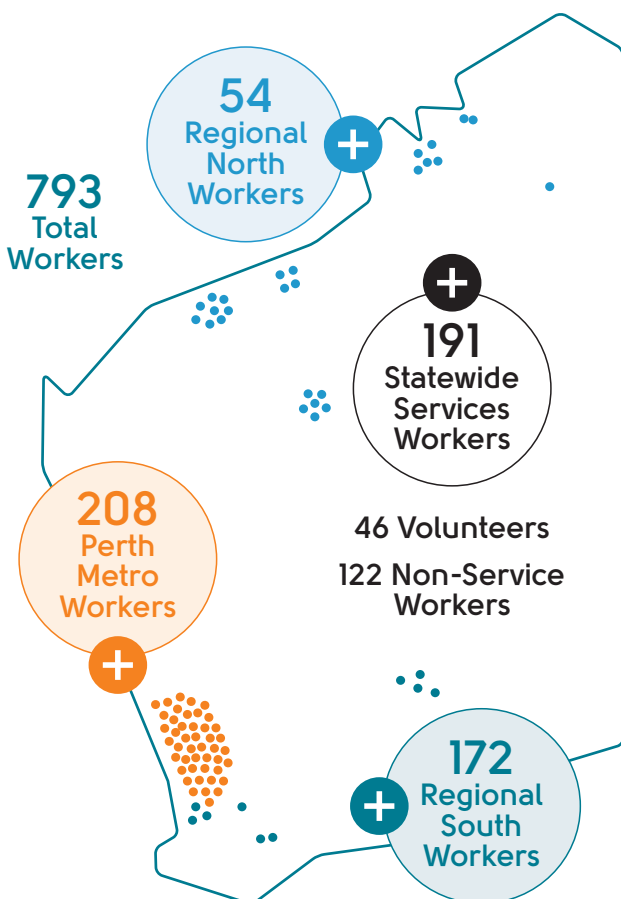 54
Regional
North
Workers
793
Total
Workers
191
Statewide
Services
Workers
208
Perth
Metro
Workers
46 Volunteers
122 Non-Service
Workers
172
Regional
South
Workers